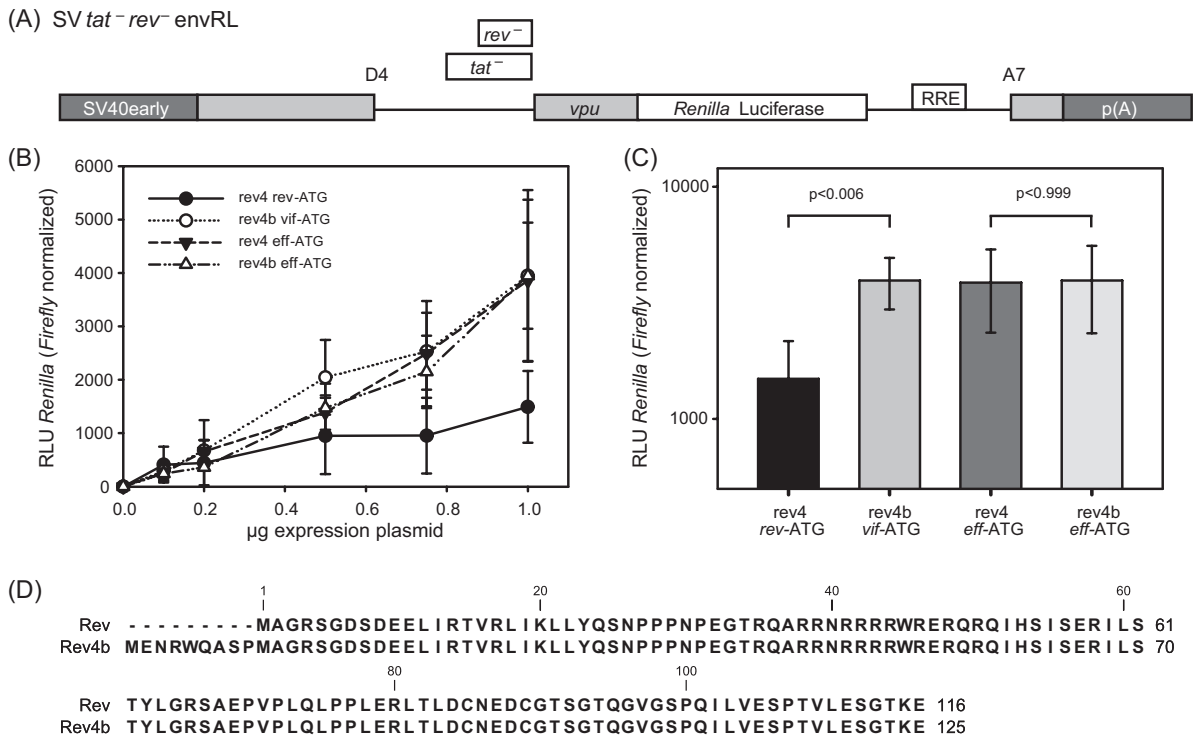 (A) SV tat⁻ rev⁻ envRL
rev⁻
tat⁻
D4
A7
SV40early
vpu
Renilla Luciferase
RRE
p(A)
(B)
RLU Renilla (Firefly normalized)
6000
5000
4000
3000
2000
1000
0
rev4 rev-ATG
rev4b vif-ATG
rev4 eff-ATG
rev4b eff-ATG
0.0 0.2 0.4 0.6 0.8 1.0
µg expression plasmid
(C)
RLU Renilla (Firefly normalized)
10000
1000
p<0.006
p<0.999
rev4 rev-ATG
rev4b vif-ATG
rev4 eff-ATG
rev4b eff-ATG
(D)
1 20 40 60
Rev - - - - - - - - - MAGRSGDSDEELIRTVRLIKLLYQSNPPPNPEGTRQARRNRRRRWRERQRQIHSISERILS 61
Rev4b MENRWQASPMAGRSGDSDEELIRTVRLIKLLYQSNPPPNPEGTRQARRNRRRRWRERQRQIHSISERILS 70
80 100
Rev TYLGRSAEPVPLQLPPLERLTLDCNEDCGTSGTQGVGSPQILVESPTVLESGTKE 116
Rev4b TYLGRSAEPVPLQLPPLERLTLDCNEDCGTSGTQGVGSPQILVESPTVLESGTKE 125